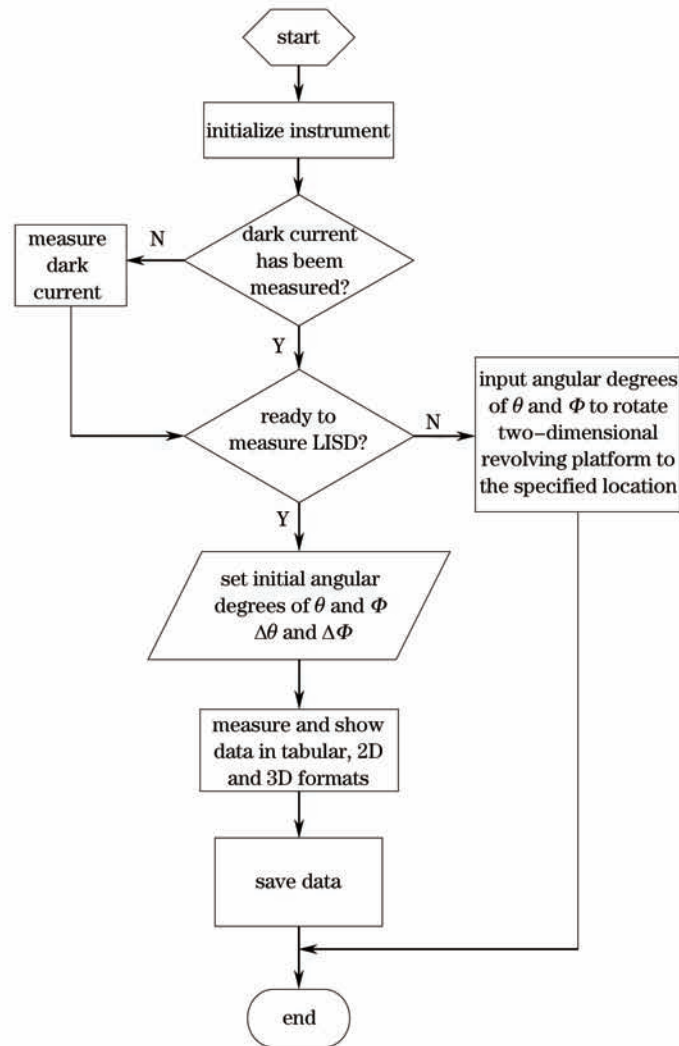 start
initialize instrument
dark current
has beem
measured?
N
measure
dark
current
Y
ready to
measure LISD?
N
input angular degrees
of θ and Φ to rotate
two-dimensional
revolving platform to
the specified location
Y
set initial angular
degrees of θ and Φ
Δθ and ΔΦ
measure and show
data in tabular, 2D
and 3D formats
save data
end